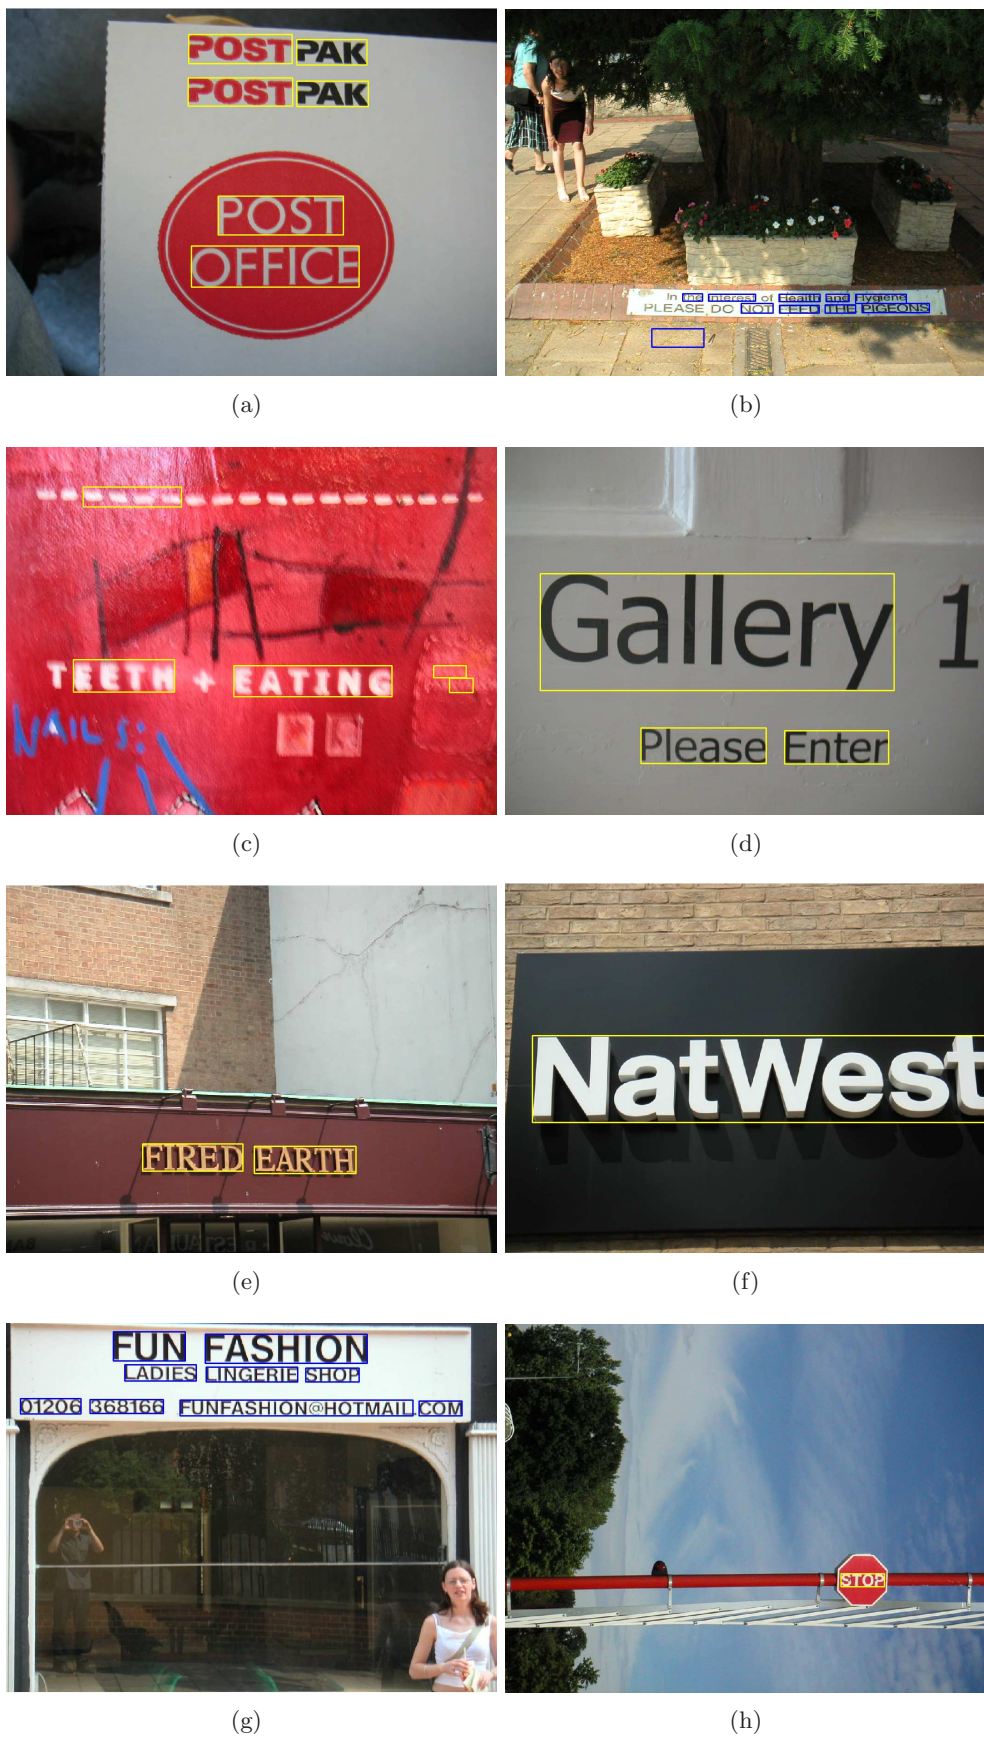 POSTPAK
POSTPAK
POST
OFFICE
(a)
In the Interest of Health and Hygiene
PLEASE DO NOT FEED THE PIGEONS
(b)
TEETH + EATING
NAILS:
(c)
Gallery 1
Please Enter
(d)
FIRED EARTH
(e)
NatWest
(f)
FUN FASHION
LADIES LINGERIE SHOP
01206 368166 FUNFASHION@HOTMAIL.COM
(g)
STOP
(h)